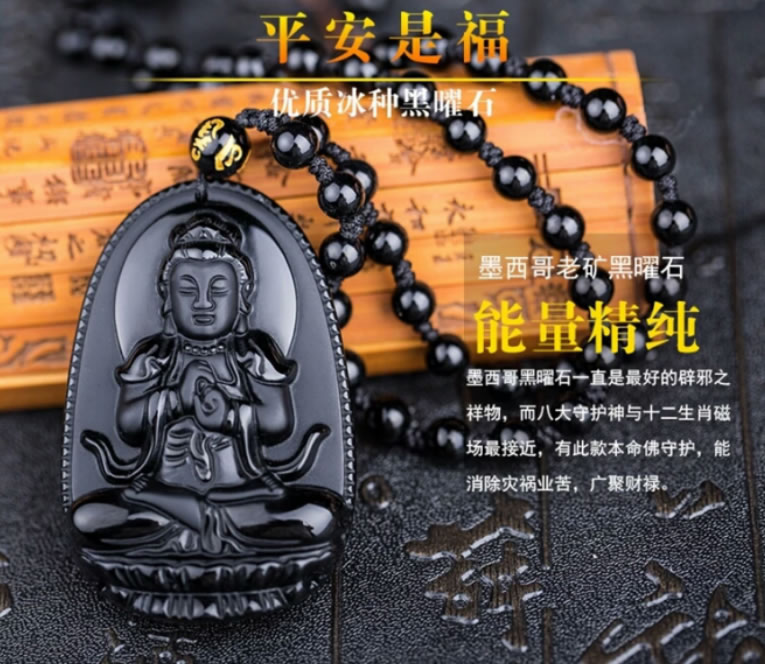 平安是福
优质冰种黑曜石
墨西哥老矿黑曜石
能量精纯
墨西哥黑曜石一直是最好的辟邪之
祥物，而八大守护神与十二生肖磁
场最接近，有此款本命佛守护，能
消除灾祸业苦，广聚财禄。